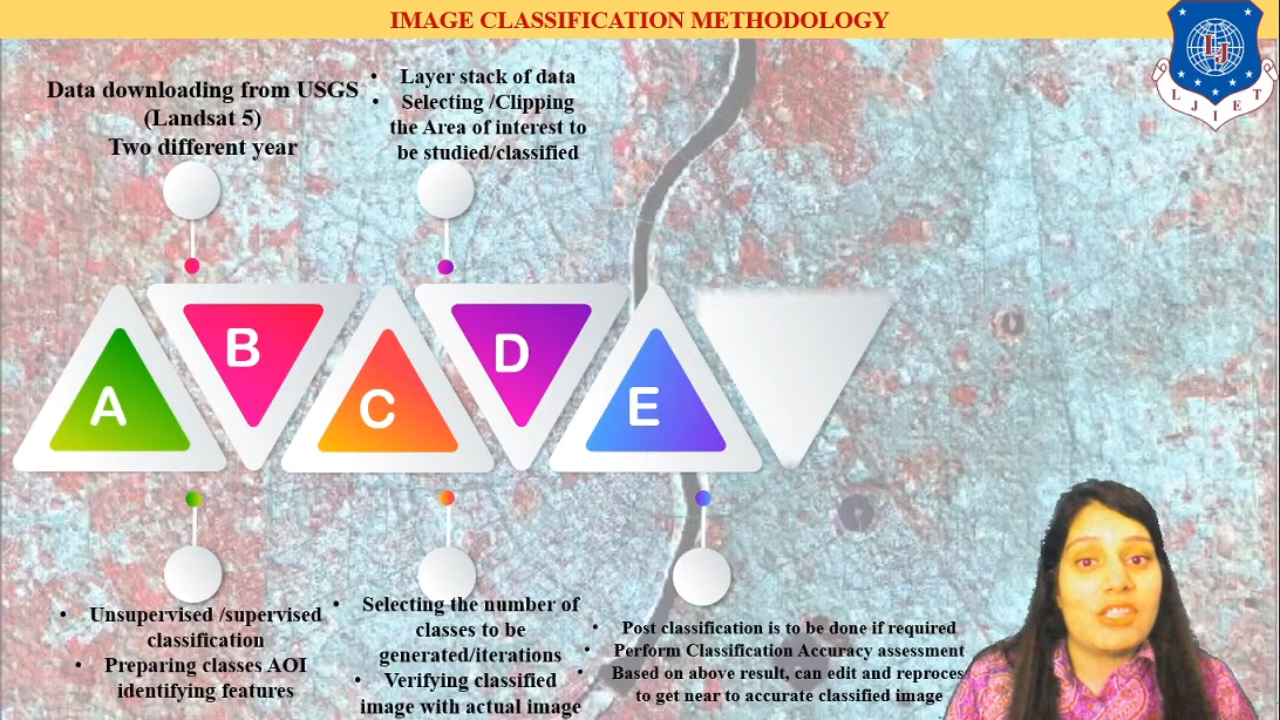 IMAGE CLASSIFICATION METHODOLOGY
L J I E T
LJ
Data downloading from USGS
(Landsat 5)
Two different year
• Layer stack of data
• Selecting /Clipping
the Area of interest to
be studied/classified
A
B
C
D
E
• Unsupervised /supervised
classification
• Preparing classes AOI
identifying features
• Selecting the number of
classes to be
generated/iterations
• Verifying classified
image with actual image
• Post classification is to be done if required
• Perform Classification Accuracy assessment
• Based on above result, can edit and reproces
to get near to accurate classified image